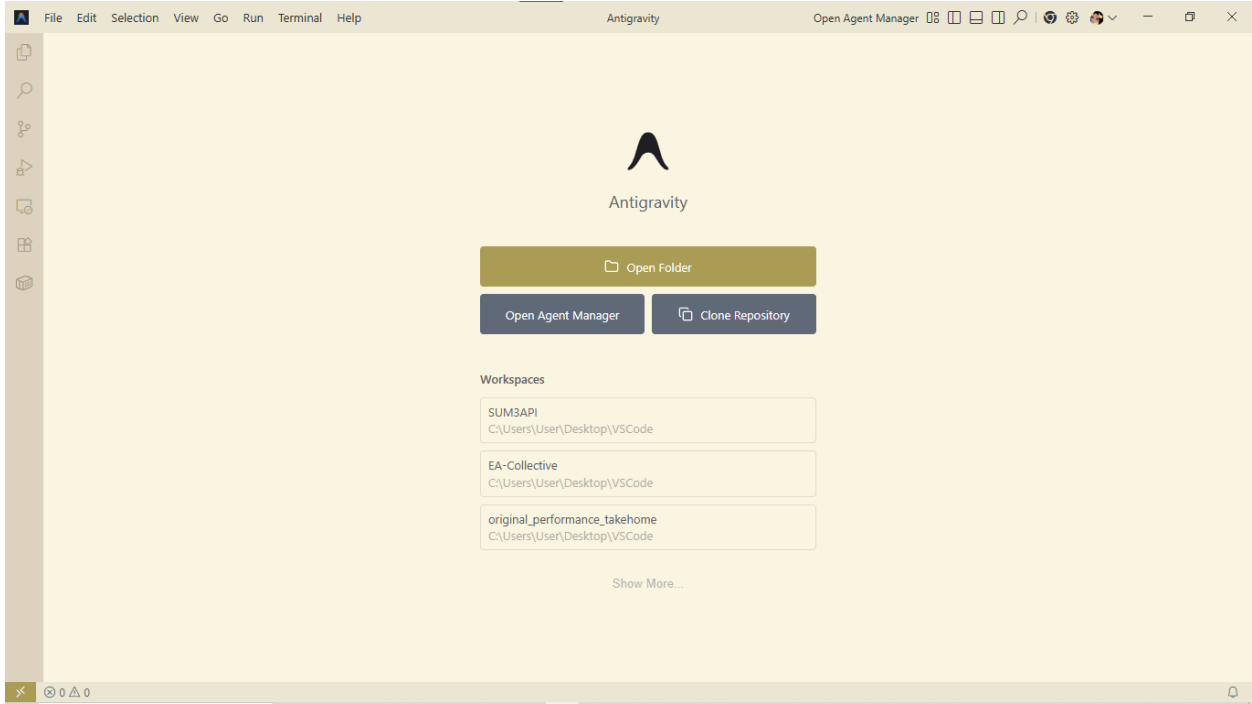 File Edit Selection View Go Run Terminal Help
Antigravity
Open Agent Manager
Antigravity
Open Folder
Open Agent Manager
Clone Repository
Workspaces
SUM3API
C:\Users\User\Desktop\VSCode
EA-Collective
C:\Users\User\Desktop\VSCode
original_performance_takehome
C:\Users\User\Desktop\VSCode
Show More...
0 0